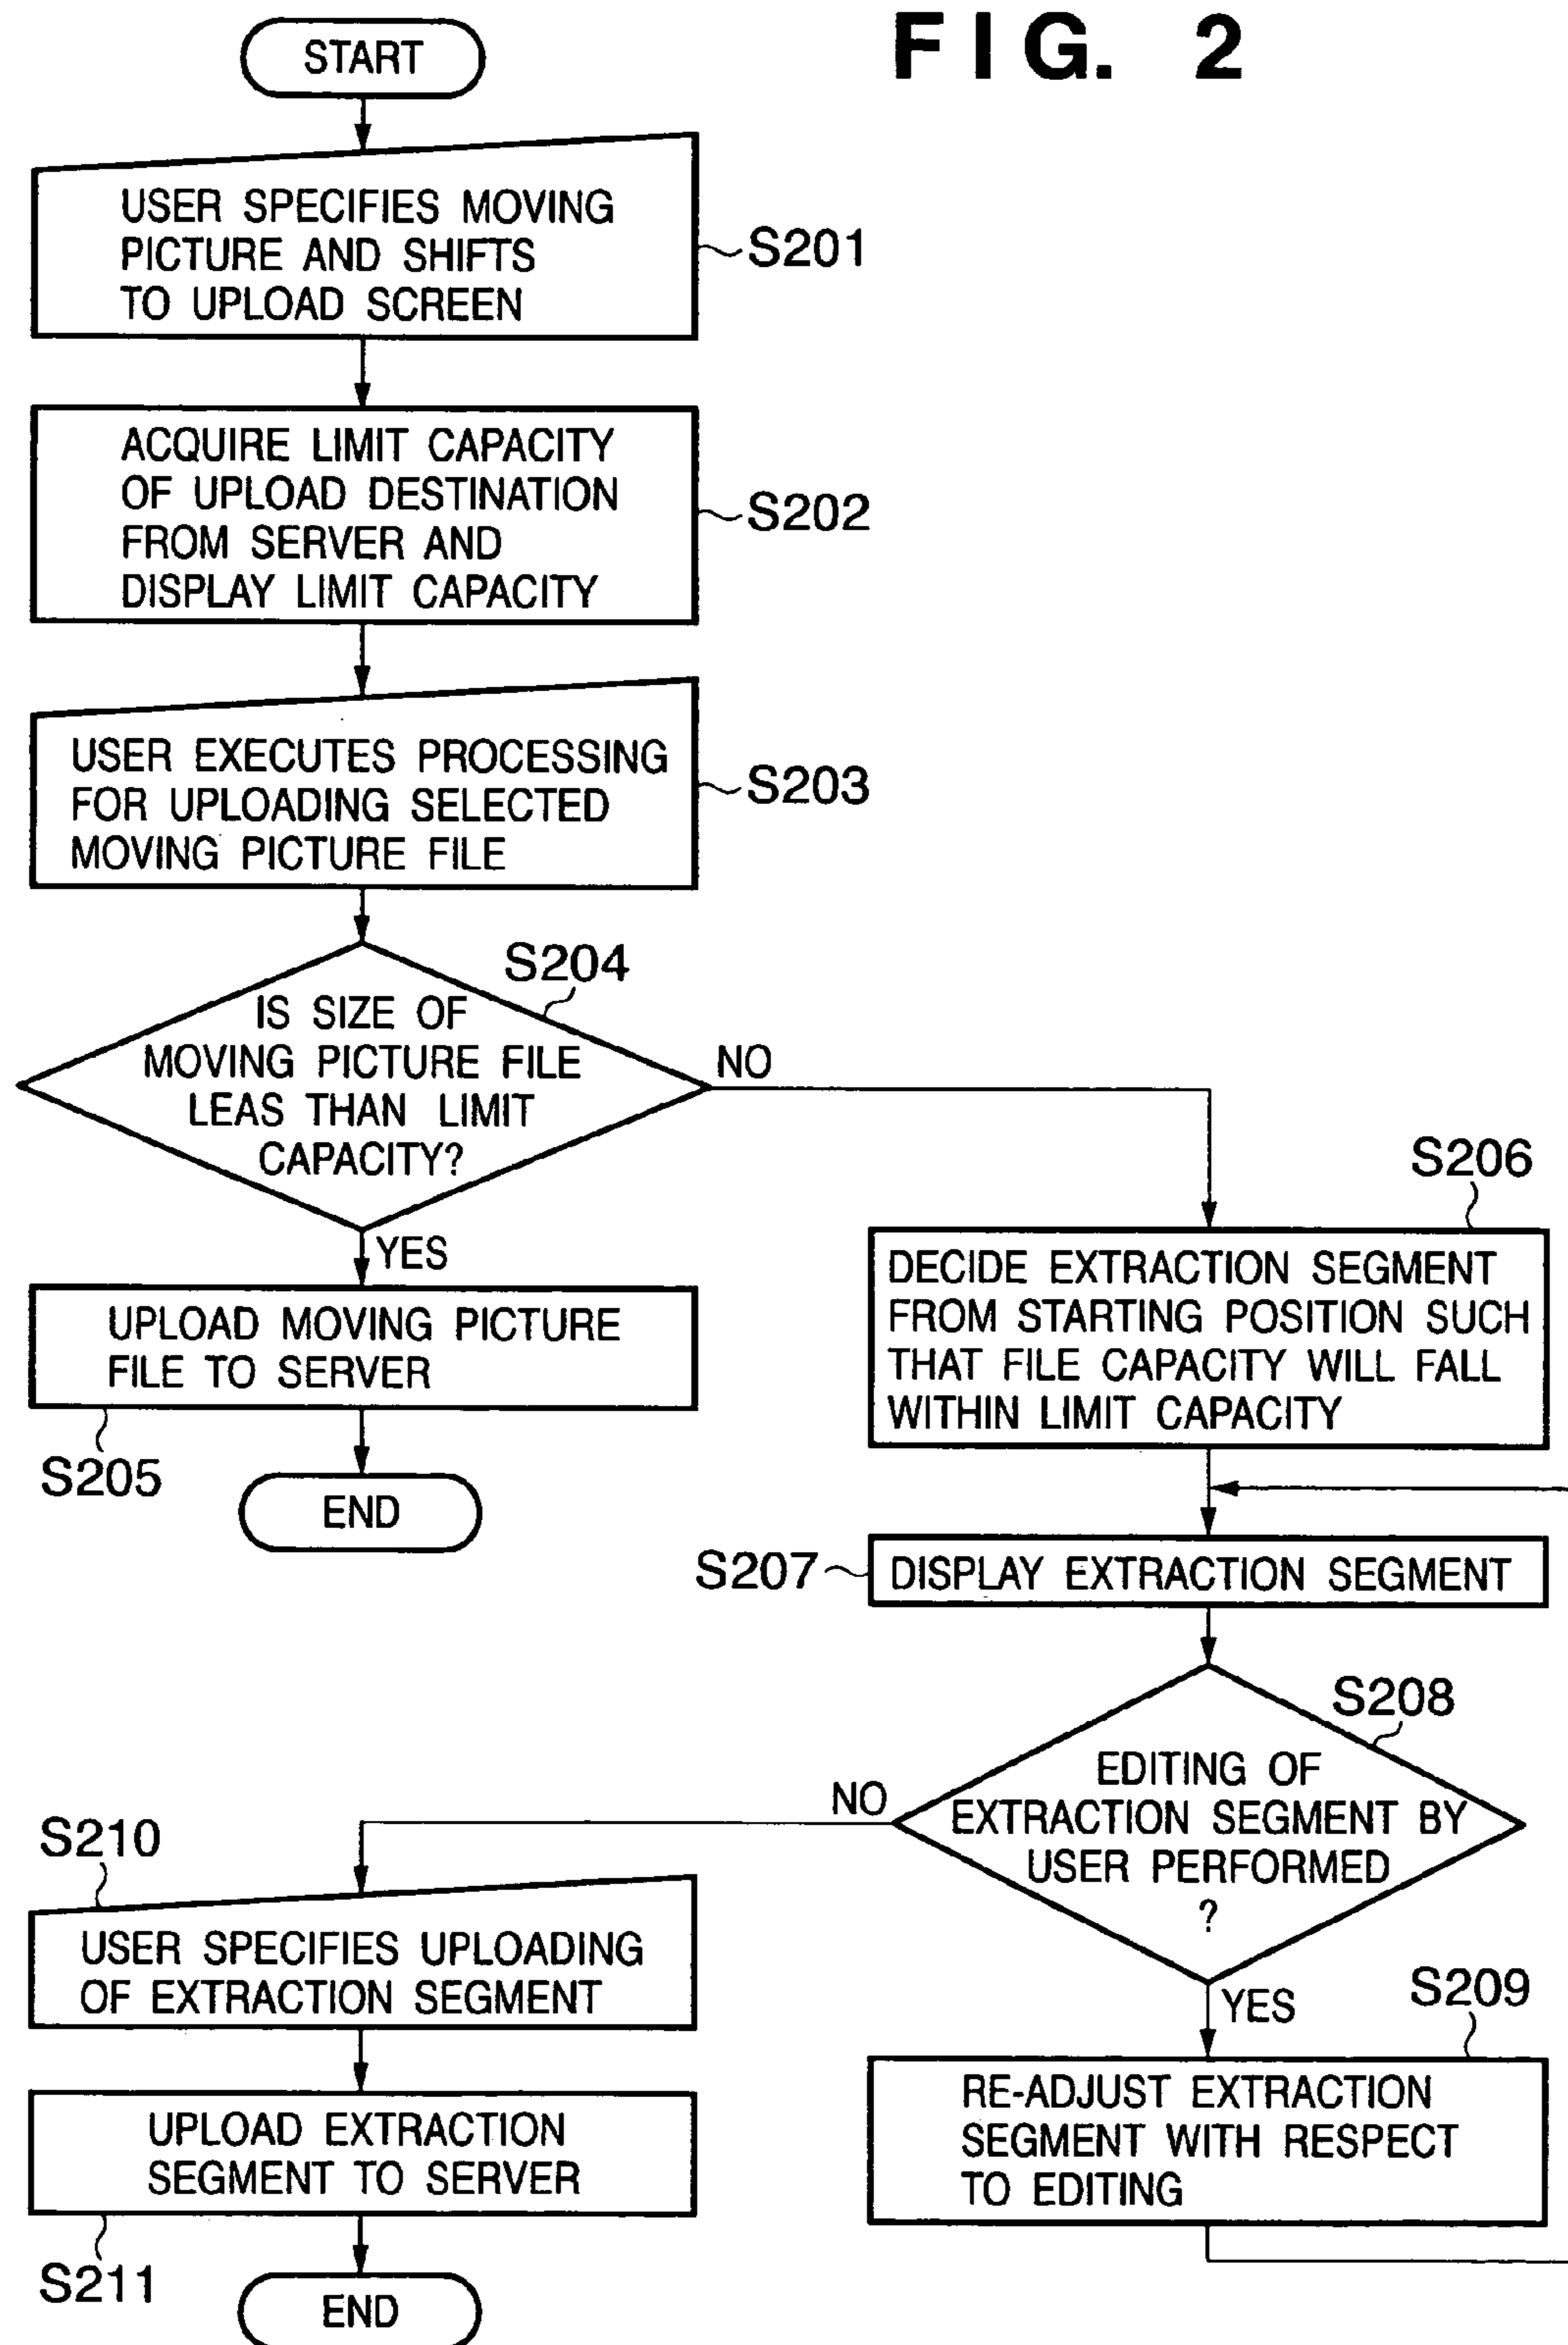 FIG. 2
START
USER SPECIFIES MOVING
PICTURE AND SHIFTS
TO UPLOAD SCREEN
S201
ACQUIRE LIMIT CAPACITY
OF UPLOAD DESTINATION
FROM SERVER AND
DISPLAY LIMIT CAPACITY
S202
USER EXECUTES PROCESSING
FOR UPLOADING SELECTED
MOVING PICTURE FILE
S203
S204
IS SIZE OF
MOVING PICTURE FILE
LEAS THAN LIMIT
CAPACITY?
NO
YES
UPLOAD MOVING PICTURE
FILE TO SERVER
S205
END
S206
DECIDE EXTRACTION SEGMENT
FROM STARTING POSITION SUCH
THAT FILE CAPACITY WILL FALL
WITHIN LIMIT CAPACITY
S207
DISPLAY EXTRACTION SEGMENT
S208
EDITING OF
EXTRACTION SEGMENT BY
USER PERFORMED
?
NO
YES
S209
RE-ADJUST EXTRACTION
SEGMENT WITH RESPECT
TO EDITING
S210
USER SPECIFIES UPLOADING
OF EXTRACTION SEGMENT
UPLOAD EXTRACTION
SEGMENT TO SERVER
S211
END